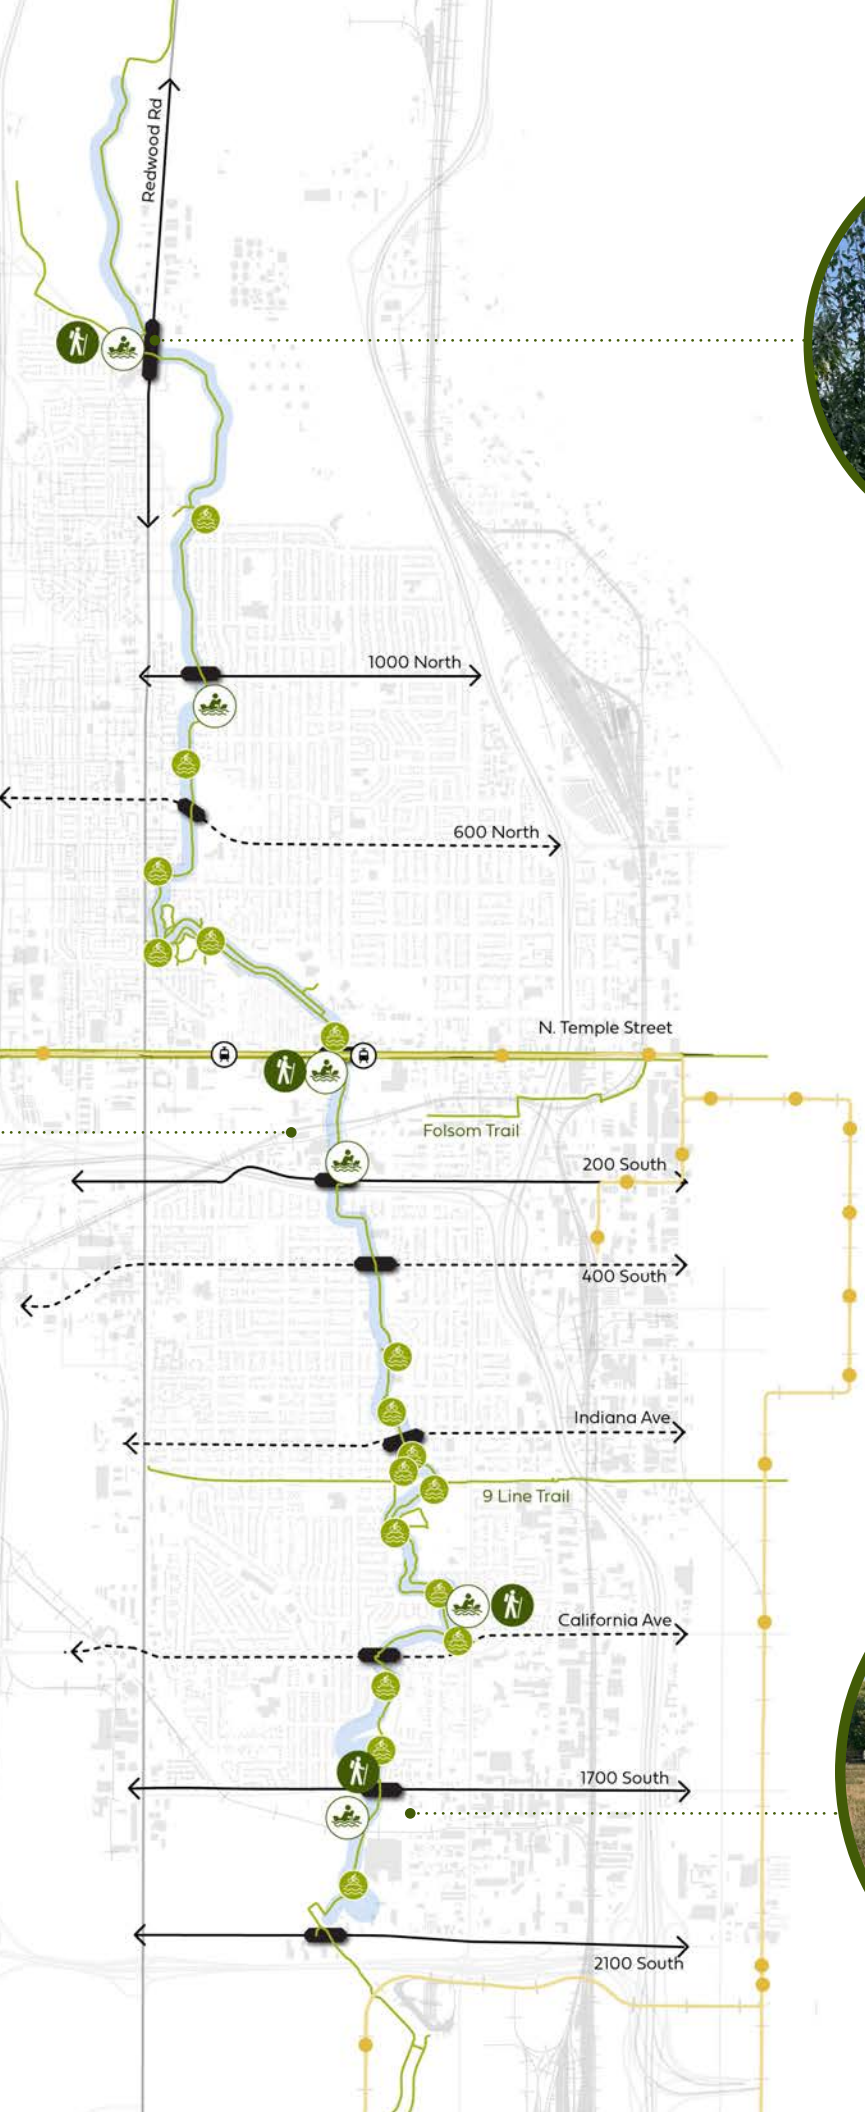 Redwood Rd
1000 North
600 North
N. Temple Street
Folsom Trail
200 South
400 South
Indiana Ave
9 Line Trail
California Ave
1700 South
2100 South